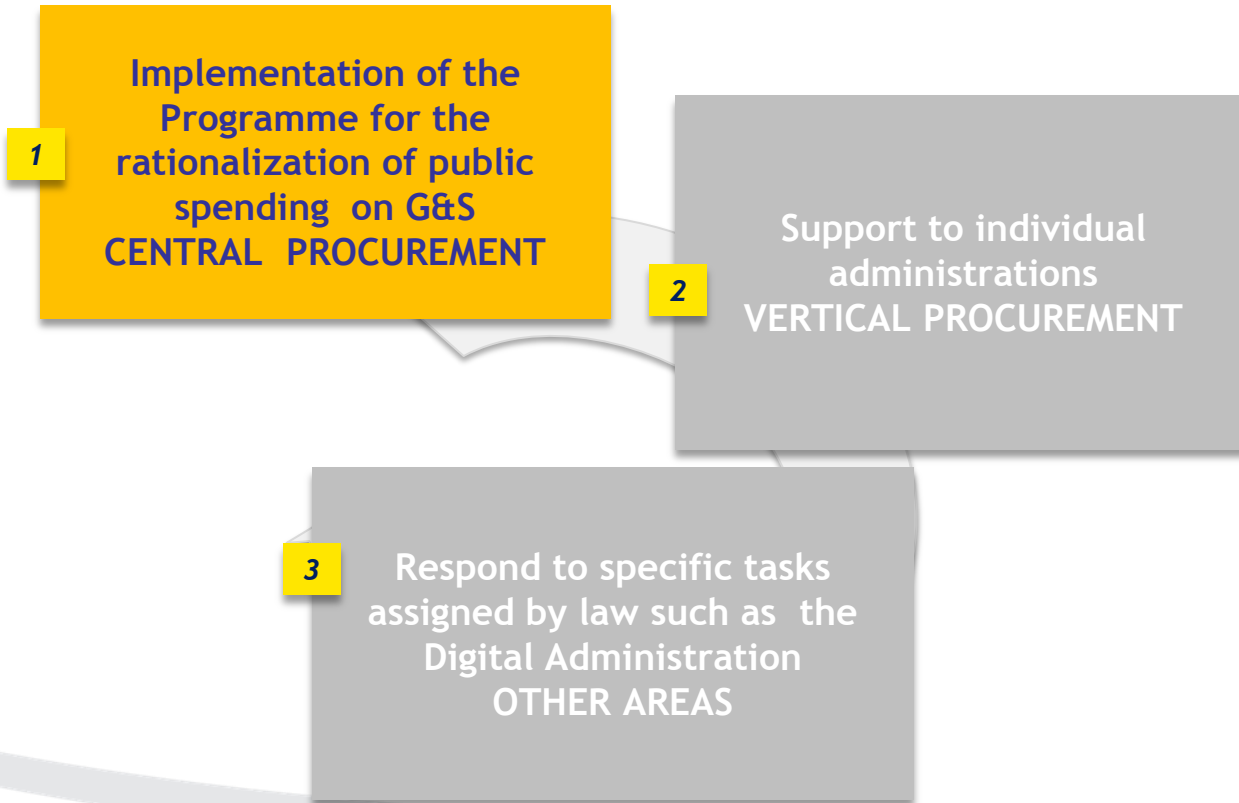 1
Implementation of the
Programme for the
rationalization of public
spending on G&S
CENTRAL PROCUREMENT
2
Support to individual
administrations
VERTICAL PROCUREMENT
3
Respond to specific tasks
assigned by law such as the
Digital Administration
OTHER AREAS